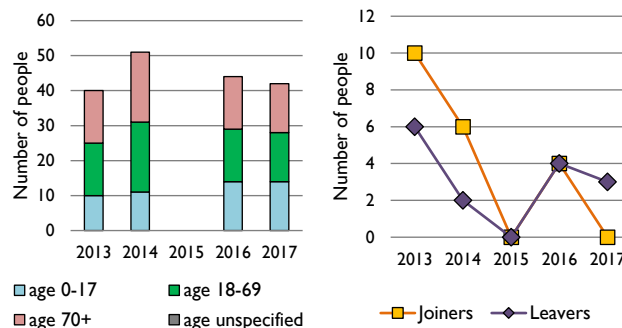 Number of people
60
50
40
30
20
10
0
2013 2014 2015 2016 2017
age 0-17 age 18-69
age 70+ age unspecified
Number of people
12
10
8
6
4
2
0
2013 2014 2015 2016 2017
Joiners Leavers